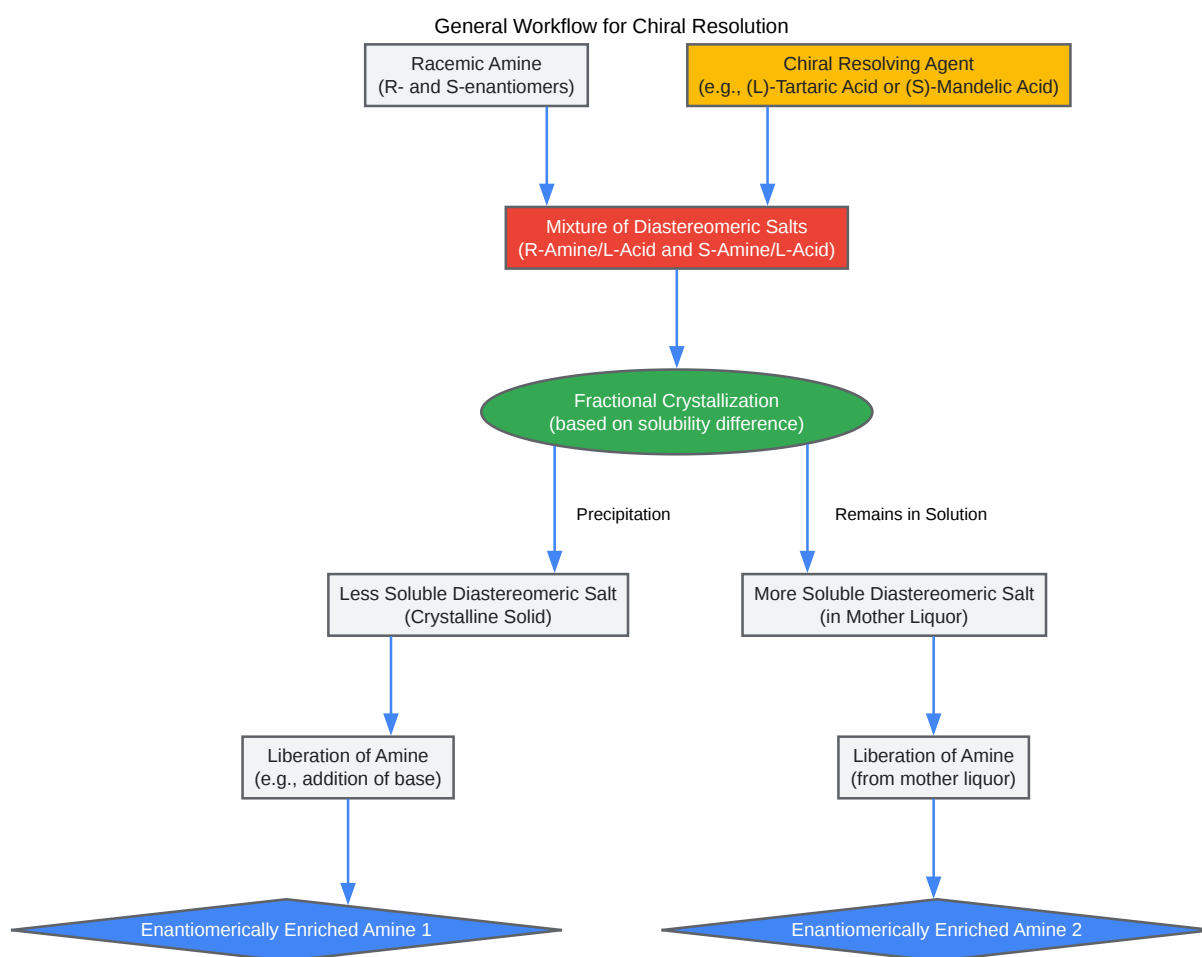 General Workflow for Chiral Resolution
Racemic Amine
(R- and S-enantiomers)
Chiral Resolving Agent
(e.g., (L)-Tartaric Acid or (S)-Mandelic Acid)
Mixture of Diastereomeric Salts
(R-Amine/L-Acid and S-Amine/L-Acid)
Fractional Crystallization
(based on solubility difference)
Precipitation
Remains in Solution
Less Soluble Diastereomeric Salt
(Crystalline Solid)
More Soluble Diastereomeric Salt
(in Mother Liquor)
Liberation of Amine
(e.g., addition of base)
Liberation of Amine
(from mother liquor)
Enantiomerically Enriched Amine 1
Enantiomerically Enriched Amine 2